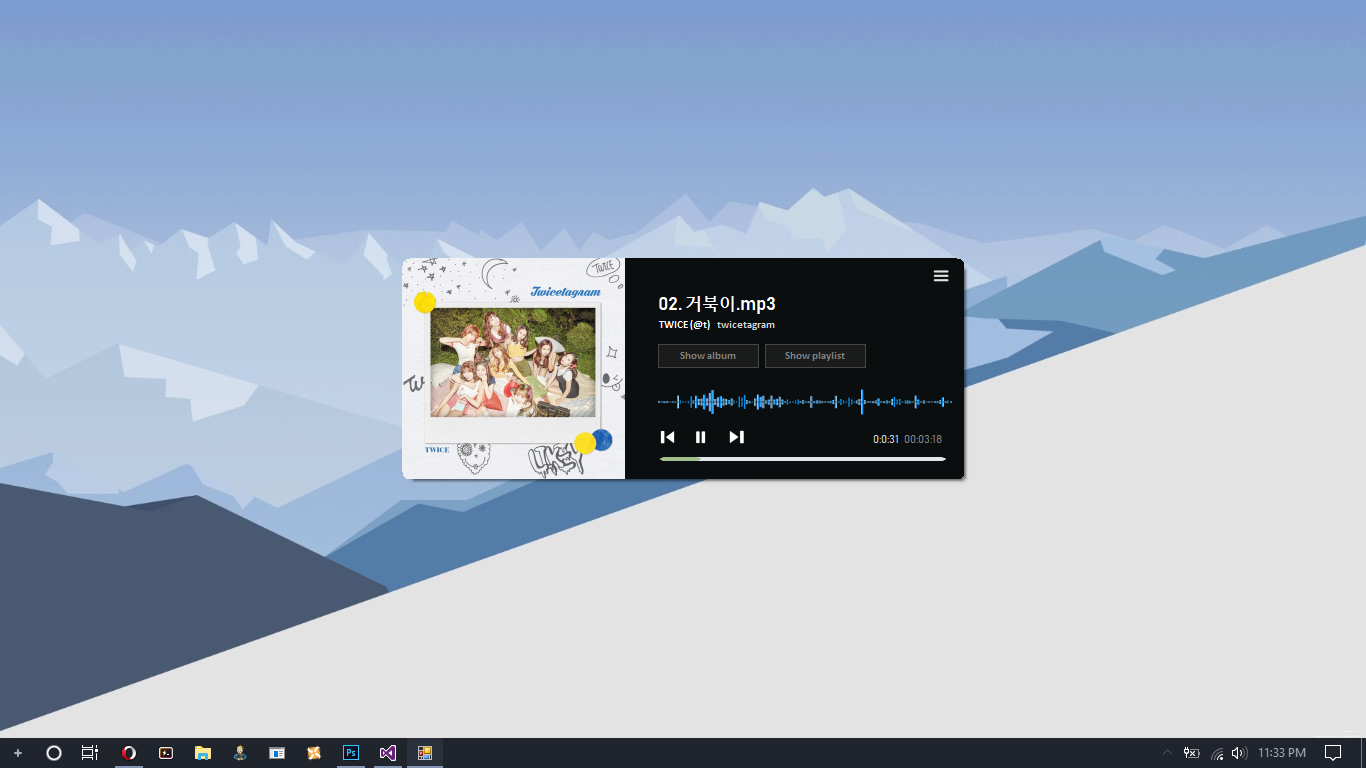 TWICE
Twicetagram
TWICE
LIKEY
02. 거북이.mp3
TWICE (@t) twicetagram
Show album
Show playlist
0:0:31 00:03:18
Ps
11:33 PM